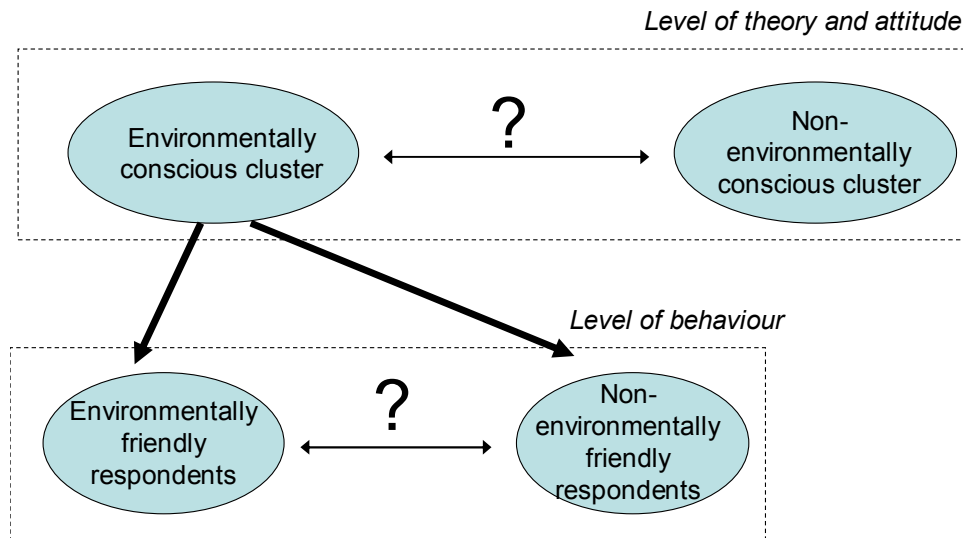 Level of theory and attitude
Environmentally
conscious cluster
?
Non-
environmentally
conscious cluster
Level of behaviour
Environmentally
friendly
respondents
?
Non-
environmentally
friendly
respondents